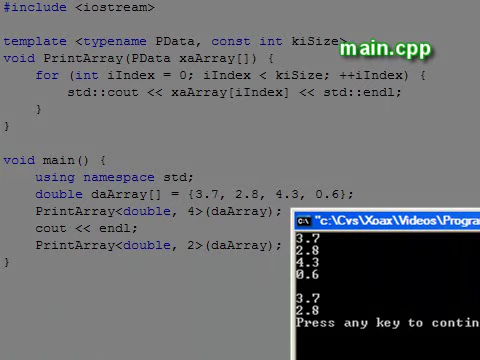 #include <iostream>
template <typename PData, const int kiSize>
main.cpp
void PrintArray(PData xaArray[]) {
for (int iIndex = 0; iIndex < kiSize; ++iIndex) {
std::cout << xaArray[iIndex] << std::endl;
}
}
void main() {
using namespace std;
double daArray[] = {3.7, 2.8, 4.3, 0.6};
PrintArray<double, 4>(daArray);
cout << endl;
PrintArray<double, 2>(daArray);
}
"c:\Cvs\Xoax\Videos\Progra
3.7
2.8
4.3
0.6
3.7
2.8
Press any key to contin